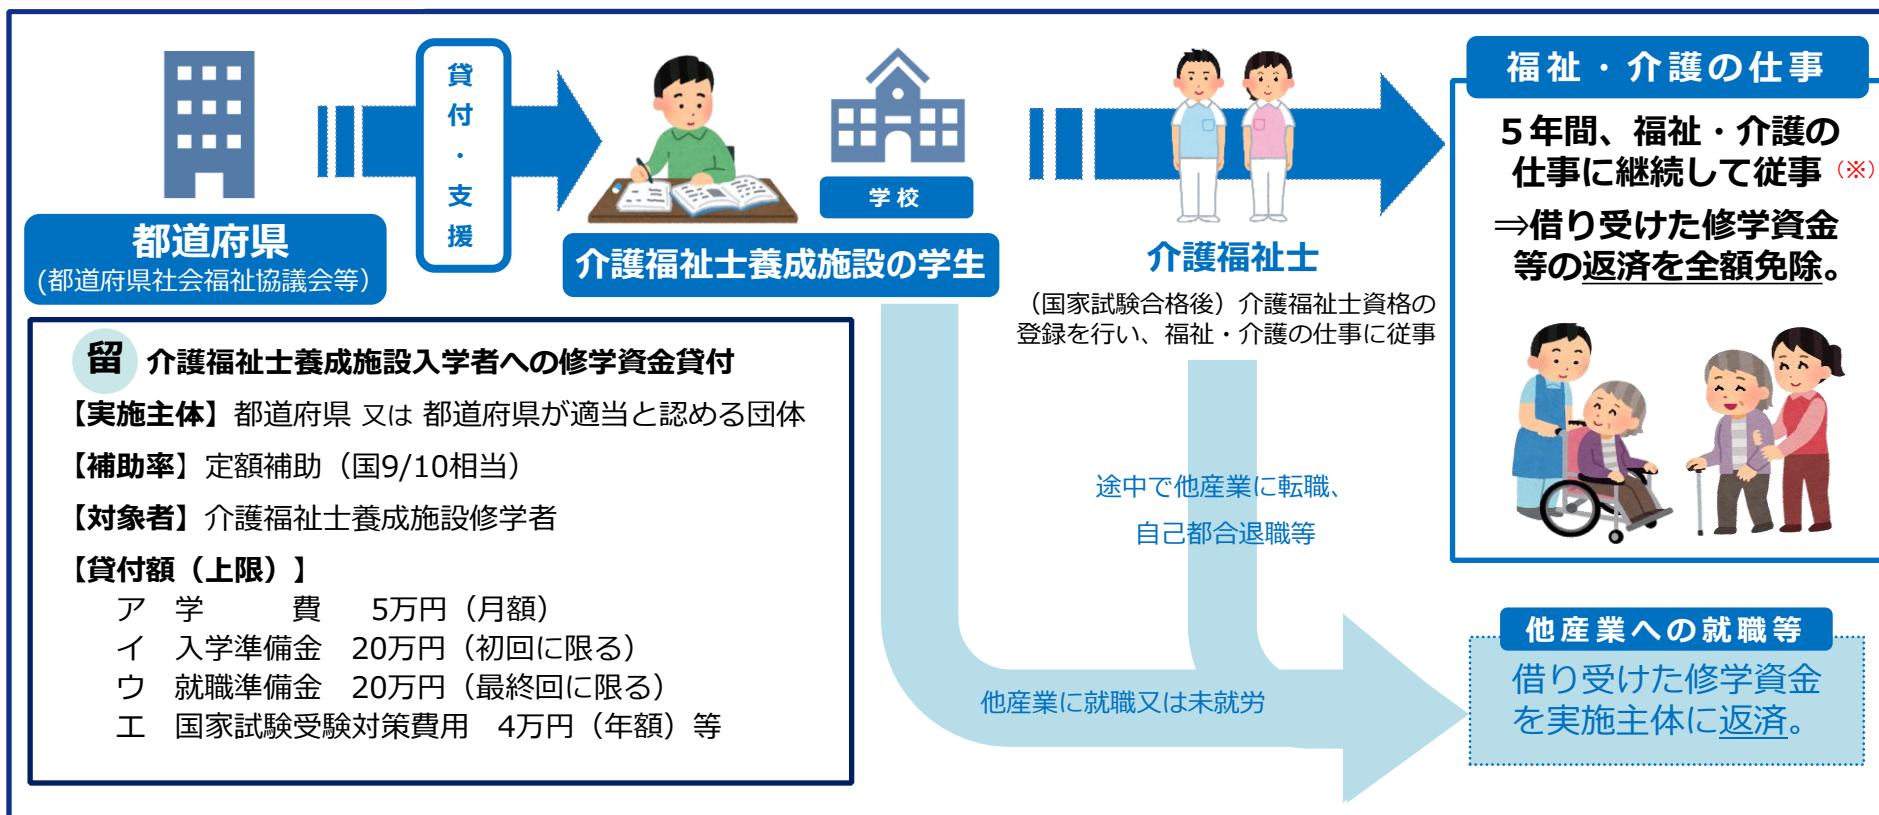 都道府県
(都道府県社会福祉協議会等)
貸付・支援
学校
介護福祉士養成施設の学生
介護福祉士
（国家試験合格後）介護福祉士資格の
登録を行い、福祉・介護の仕事に従事
福祉・介護の仕事
５年間、福祉・介護の
仕事に継続して従事（※）
⇒借り受けた修学資金
等の返済を全額免除。
留 介護福祉士養成施設入学者への修学資金貸付
【実施主体】都道府県 又は 都道府県が適当と認める団体
【補助率】定額補助（国9/10相当）
【対象者】介護福祉士養成施設修学者
【貸付額（上限）】
ア 学 費 5万円（月額）
イ 入学準備金 20万円（初回に限る）
ウ 就職準備金 20万円（最終回に限る）
エ 国家試験受験対策費用 4万円（年額）等
途中で他産業に転職、
自己都合退職等
他産業に就職又は未就労
他産業への就職等
借り受けた修学資金
を実施主体に返済。